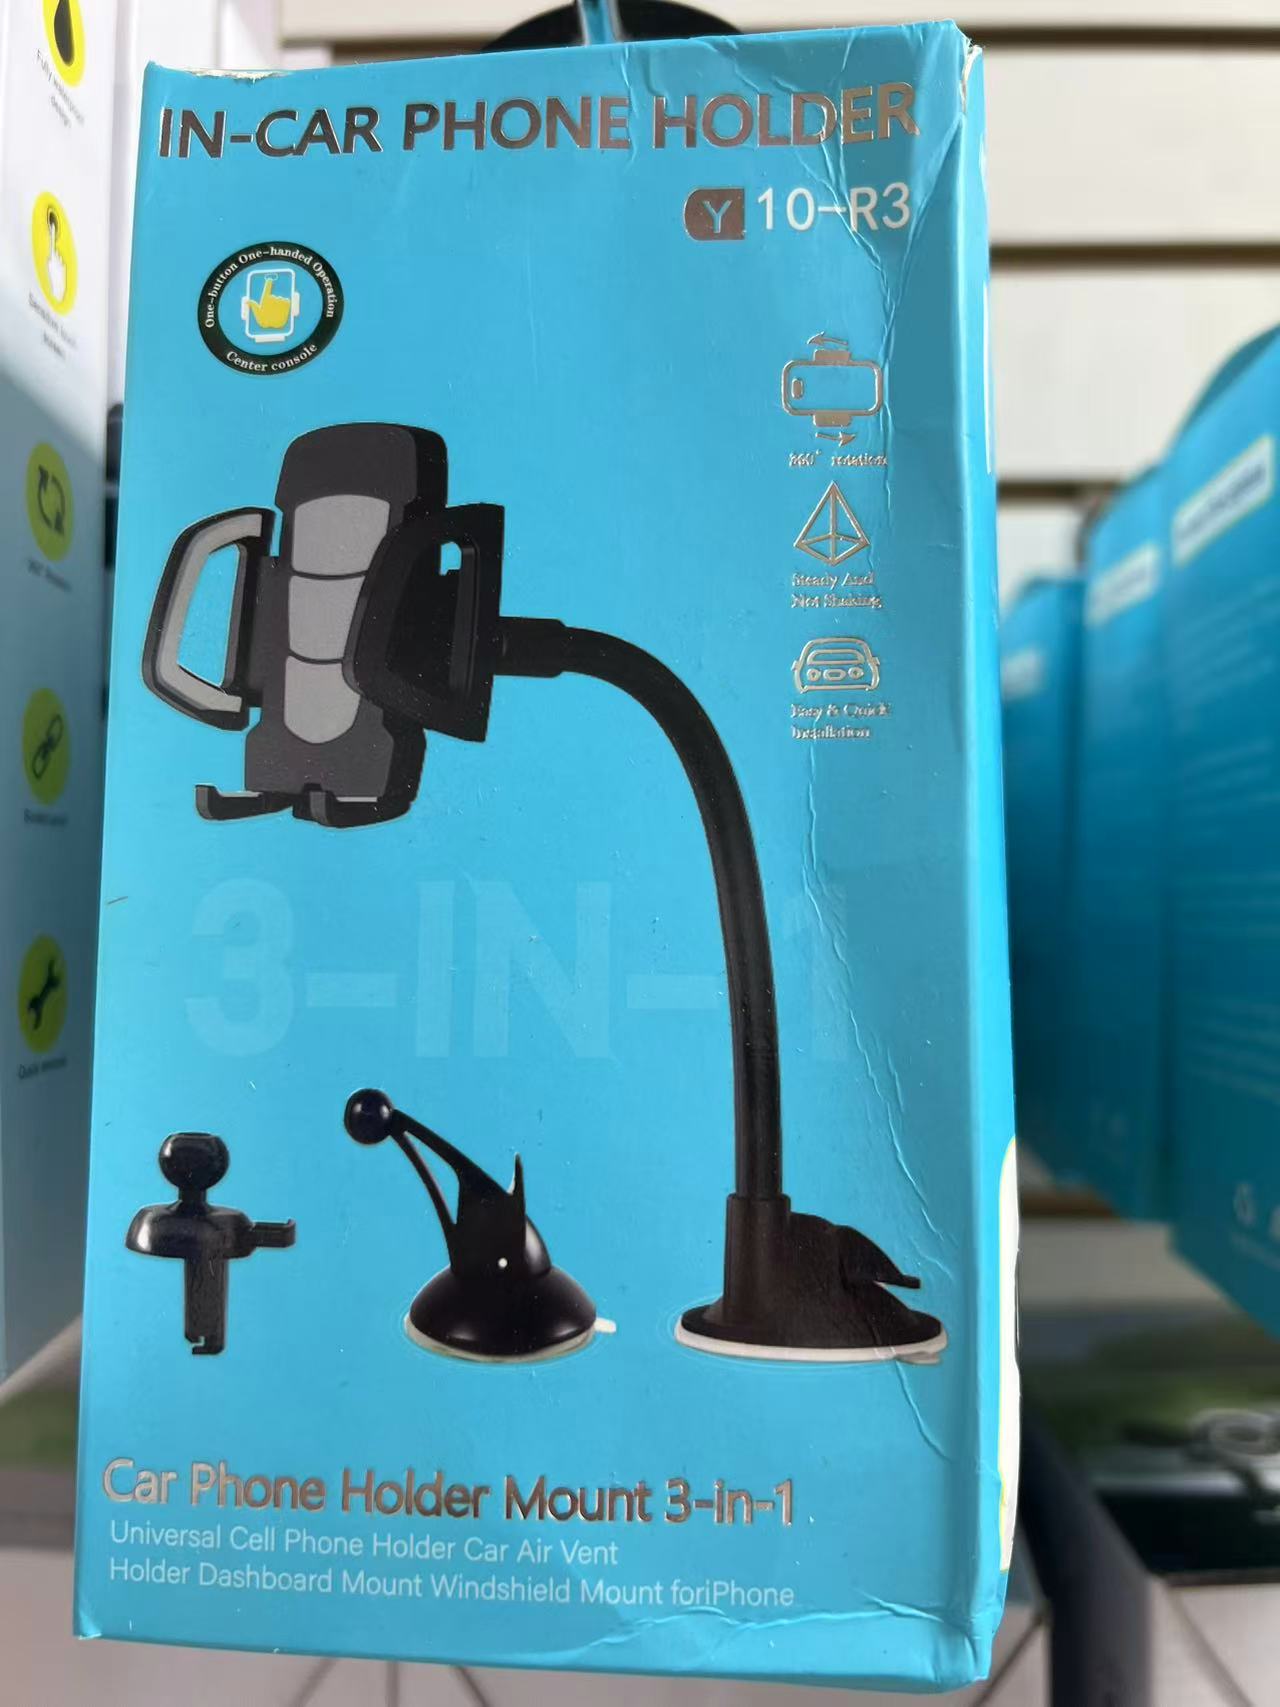 IN-CAR PHONE HOLDER
Y 10-R3
One-button One-handed Operation
Center console
360° rotation
Steady And
Not Shaking
Easy & Quick
Installation
3-IN-1
Car Phone Holder Mount 3-in-1
Universal Cell Phone Holder Car Air Vent
Holder Dashboard Mount Windshield Mount foriPhone